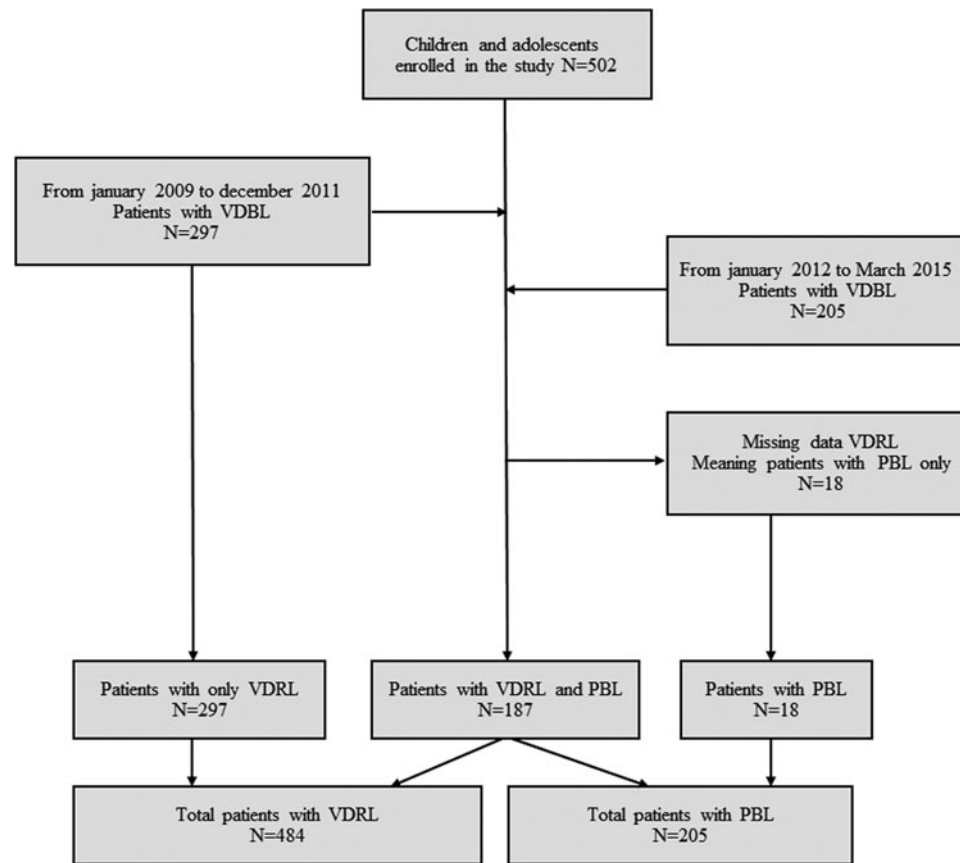 Children and adolescents
enrolled in the study N=502
From january 2009 to december 2011
Patients with VDBL
N=297
From january 2012 to March 2015
Patients with VDBL
N=205
Missing data VDRL
Meaning patients with PBL only
N=18
Patients with only VDRL
N=297
Patients with VDRL and PBL
N=187
Patients with PBL
N=18
Total patients with VDRL
N=484
Total patients with PBL
N=205